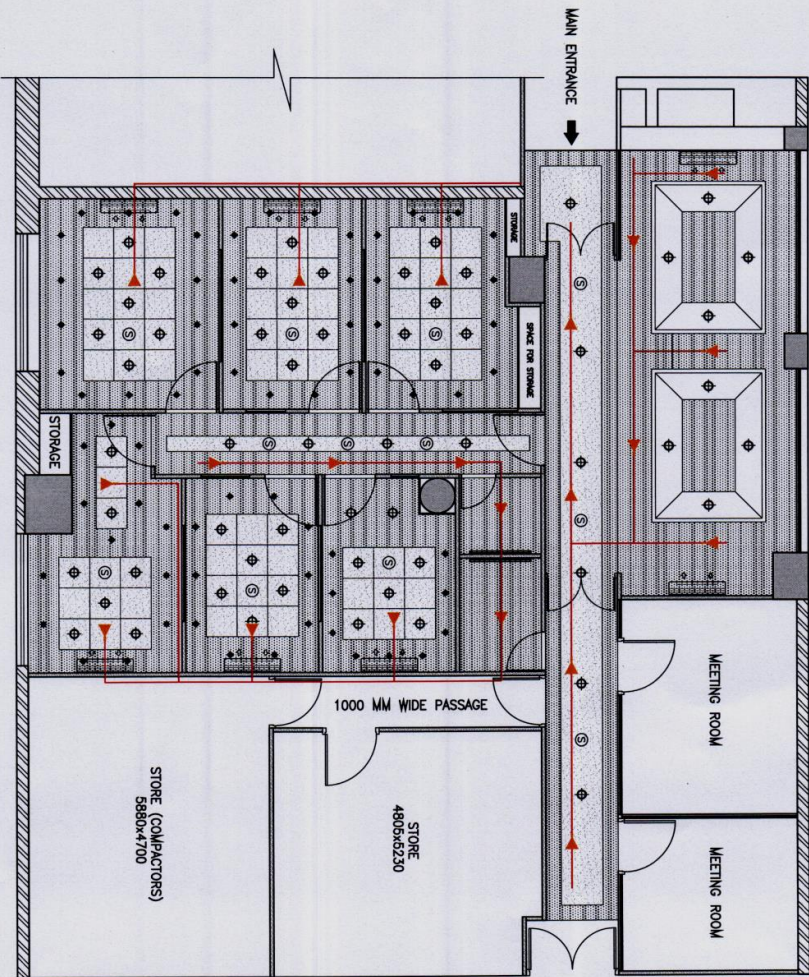 MAIN ENTRANCE
STORAGE
SPACE FOR STORAGE
S
S
S
S
S
S
S
S
S
STORAGE
S
S
S
S
1000 MM WIDE PASSAGE
MEETING ROOM
MEETING ROOM
STORE (COMPACTORS)
5880x4700
STORE
4805x5230